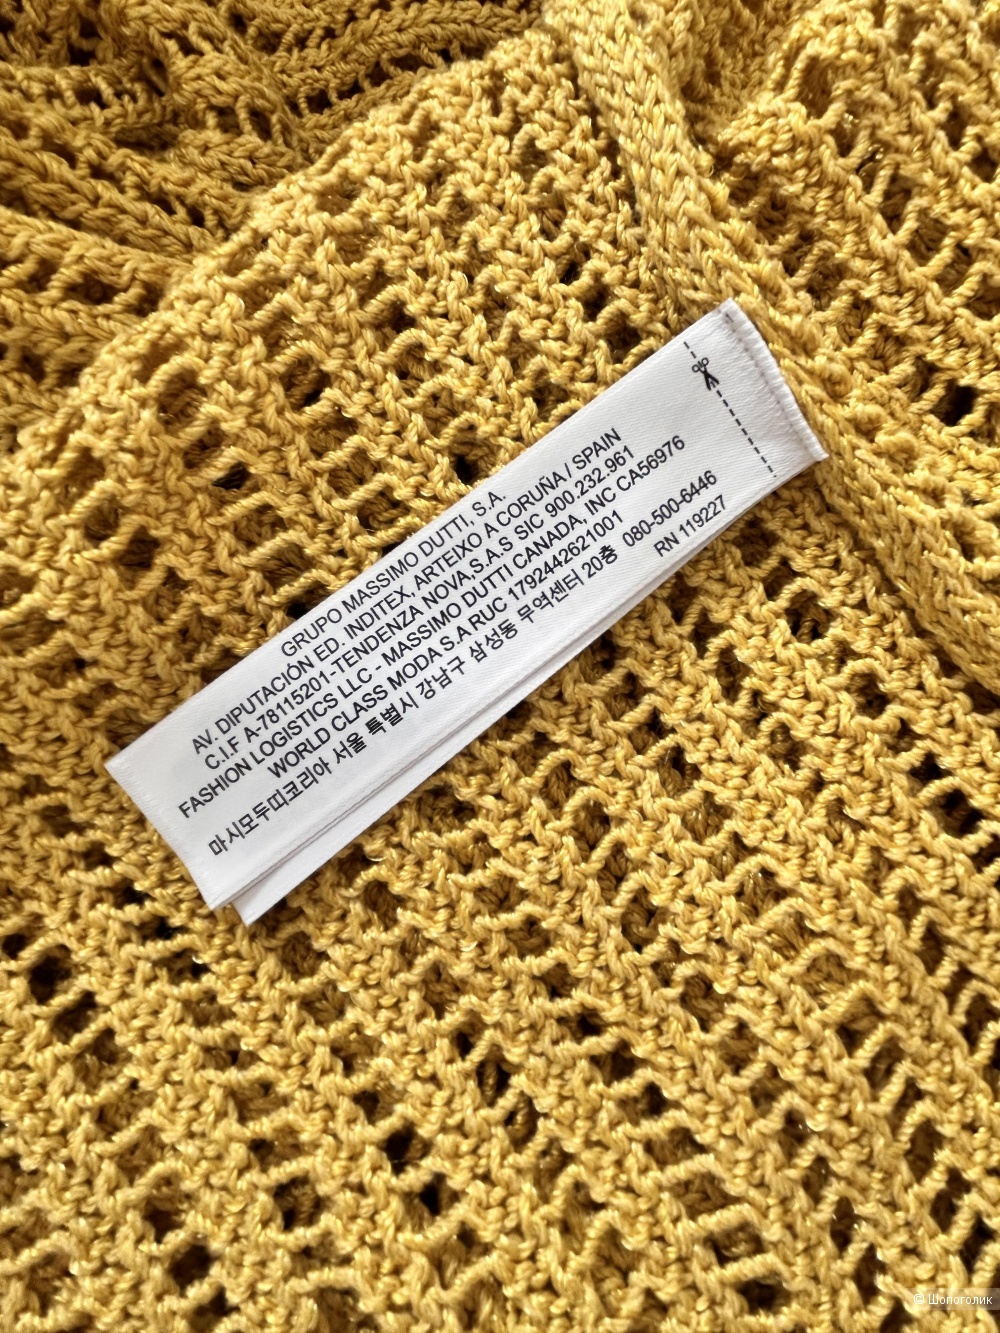 GRUPO MASSIMO DUTTI, S.A.
AV. DIPUTACIÓN ED. INDITEX, ARTEIXO A CORUÑA / SPAIN
C.I.F A-78115201-TENDENZA NOVA,S.A.S SIC 900.232.961
FASHION LOGISTICS LLC - MASSIMO DUTTI CANADA, INC CA56976
WORLD CLASS MODA S.A RUC 1792442621001
마시모두띠코리아 서울 특별시 강남구 삼성동 무역센터 20층 080-500-6446
RN 119227
© Шопоголик